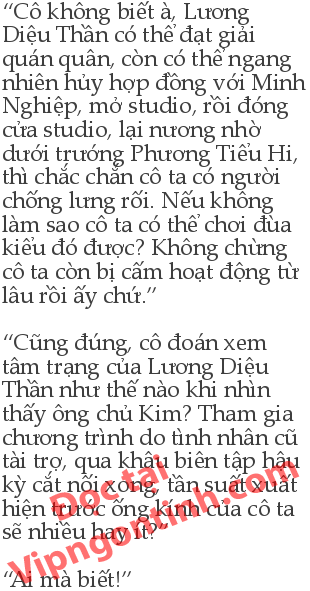 “Cô không biết à, Lương
Diệu Thần có thể đạt giải
quán quân, còn có thể ngang
nhiên hủy hợp đồng với Minh
Nghiệp, mở studio, rồi đóng
cửa studio, lại nương nhờ
dưới trướng Phương Tiểu Hi,
thì chắc chắn cô ta có người
chống lưng rối. Nếu không
làm sao cô ta có thể chơi đùa
kiểu đó được? Không chừng
cô ta còn bị cấm hoạt động từ
lâu rồi ấy chứ.”
“Cũng đúng, cô đoán xem
tâm trạng của Lương Diệu
Thần như thế nào khi nhìn
thấy ông chủ Kim? Tham gia
chương trình do tình nhân cũ
tài trợ, qua khâu biên tập hậu
kỳ cắt nối xong, tần suất xuất
hiện trước ống kính của cô ta
sẽ nhiều hay ít?”
“Ai mà biết!”
Đọc tại
Vipngontinh.com